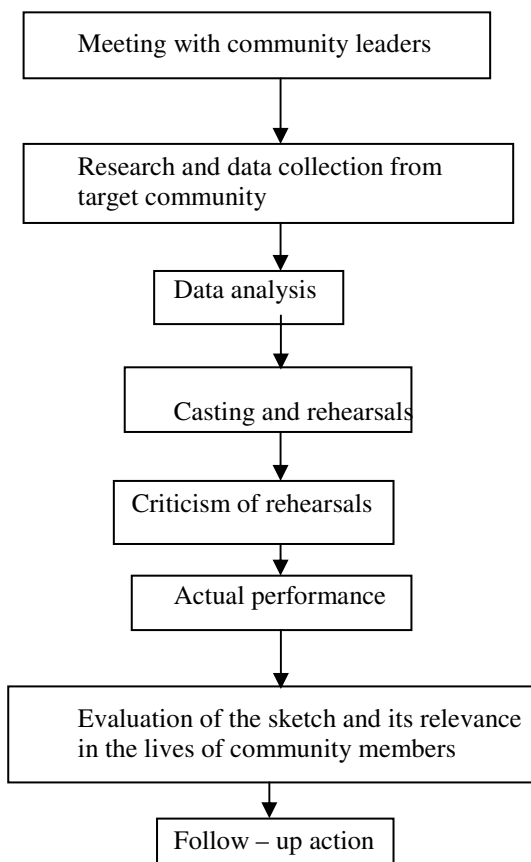 Meeting with community leaders
Research and data collection from
target community
Data analysis
Casting and rehearsals
Criticism of rehearsals
Actual performance
Evaluation of the sketch and its relevance
in the lives of community members
Follow – up action